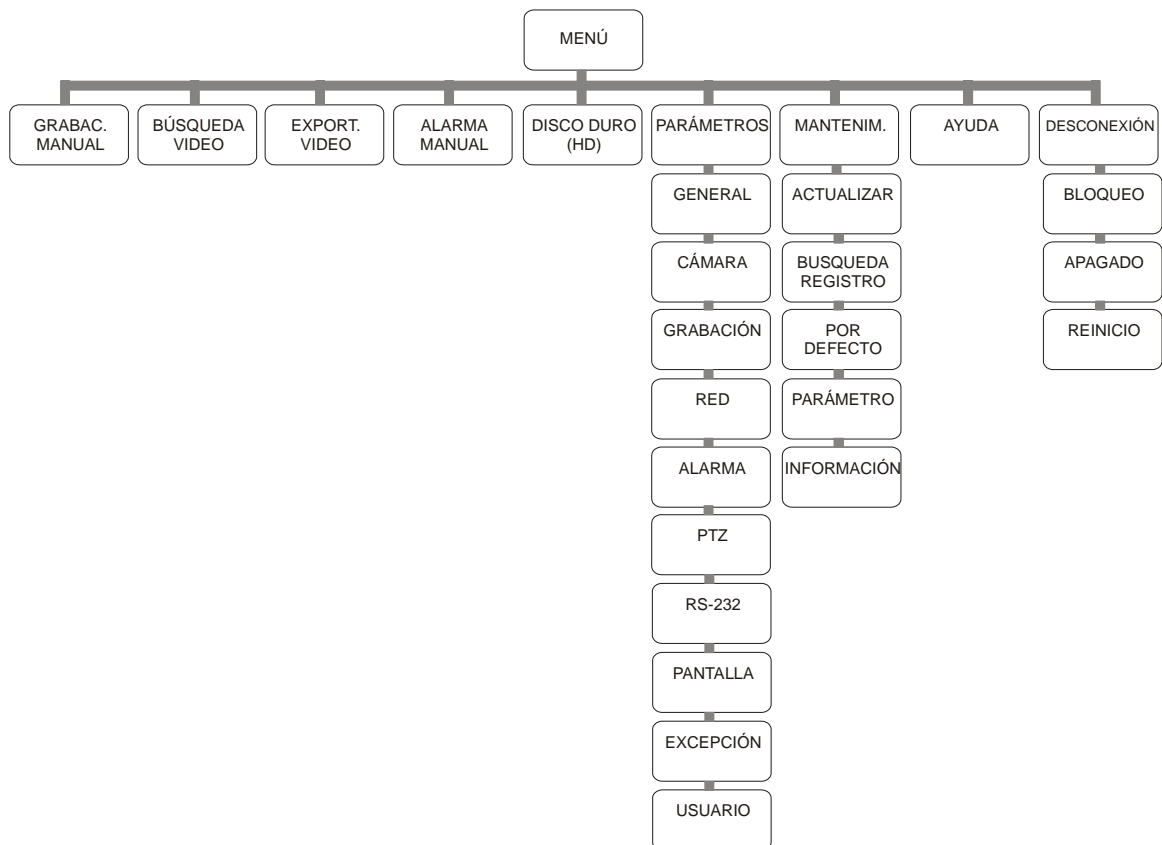 MENÚ
GRABAC.
MANUAL
BÚSQUEDA
VIDEO
EXPORT.
VIDEO
ALARMA
MANUAL
DISCO DURO
(HD)
PARÁMETROS
MANTENIM.
AYUDA
DESCONEXIÓN
GENERAL
CÁMARA
GRABACIÓN
RED
ALARMA
PTZ
RS-232
PANTALLA
EXCEPCIÓN
USUARIO
ACTUALIZAR
BUSQUEDA
REGISTRO
POR
DEFECTO
PARÁMETRO
INFORMACIÓN
BLOQUEO
APAGADO
REINICIO